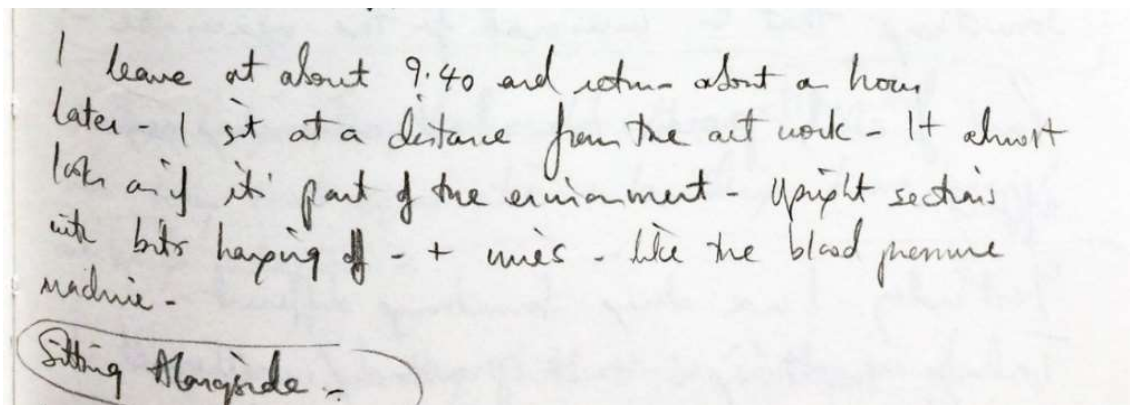 I leave at about 9.40 and return about a hour
later - I sit at a distance from the art work - It almost
looks as if it' part of the environment - Upright sections
with bits hanging off - + wires - like the blood pressure
machine -
Sitting Alongside -